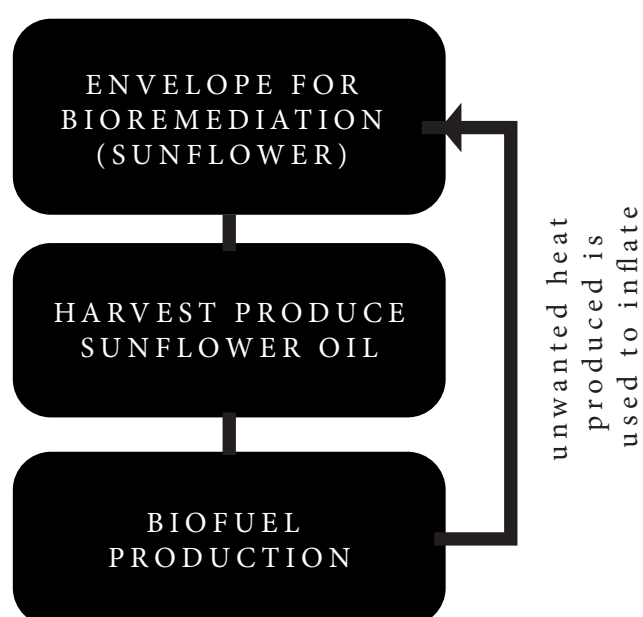 ENVELOPE FOR
BIOREMEDIATION
(SUNFLOWER)
HARVEST PRODUCE
SUNFLOWER OIL
BIOFUEL
PRODUCTION
unwanted heat
produced is
used to inflate